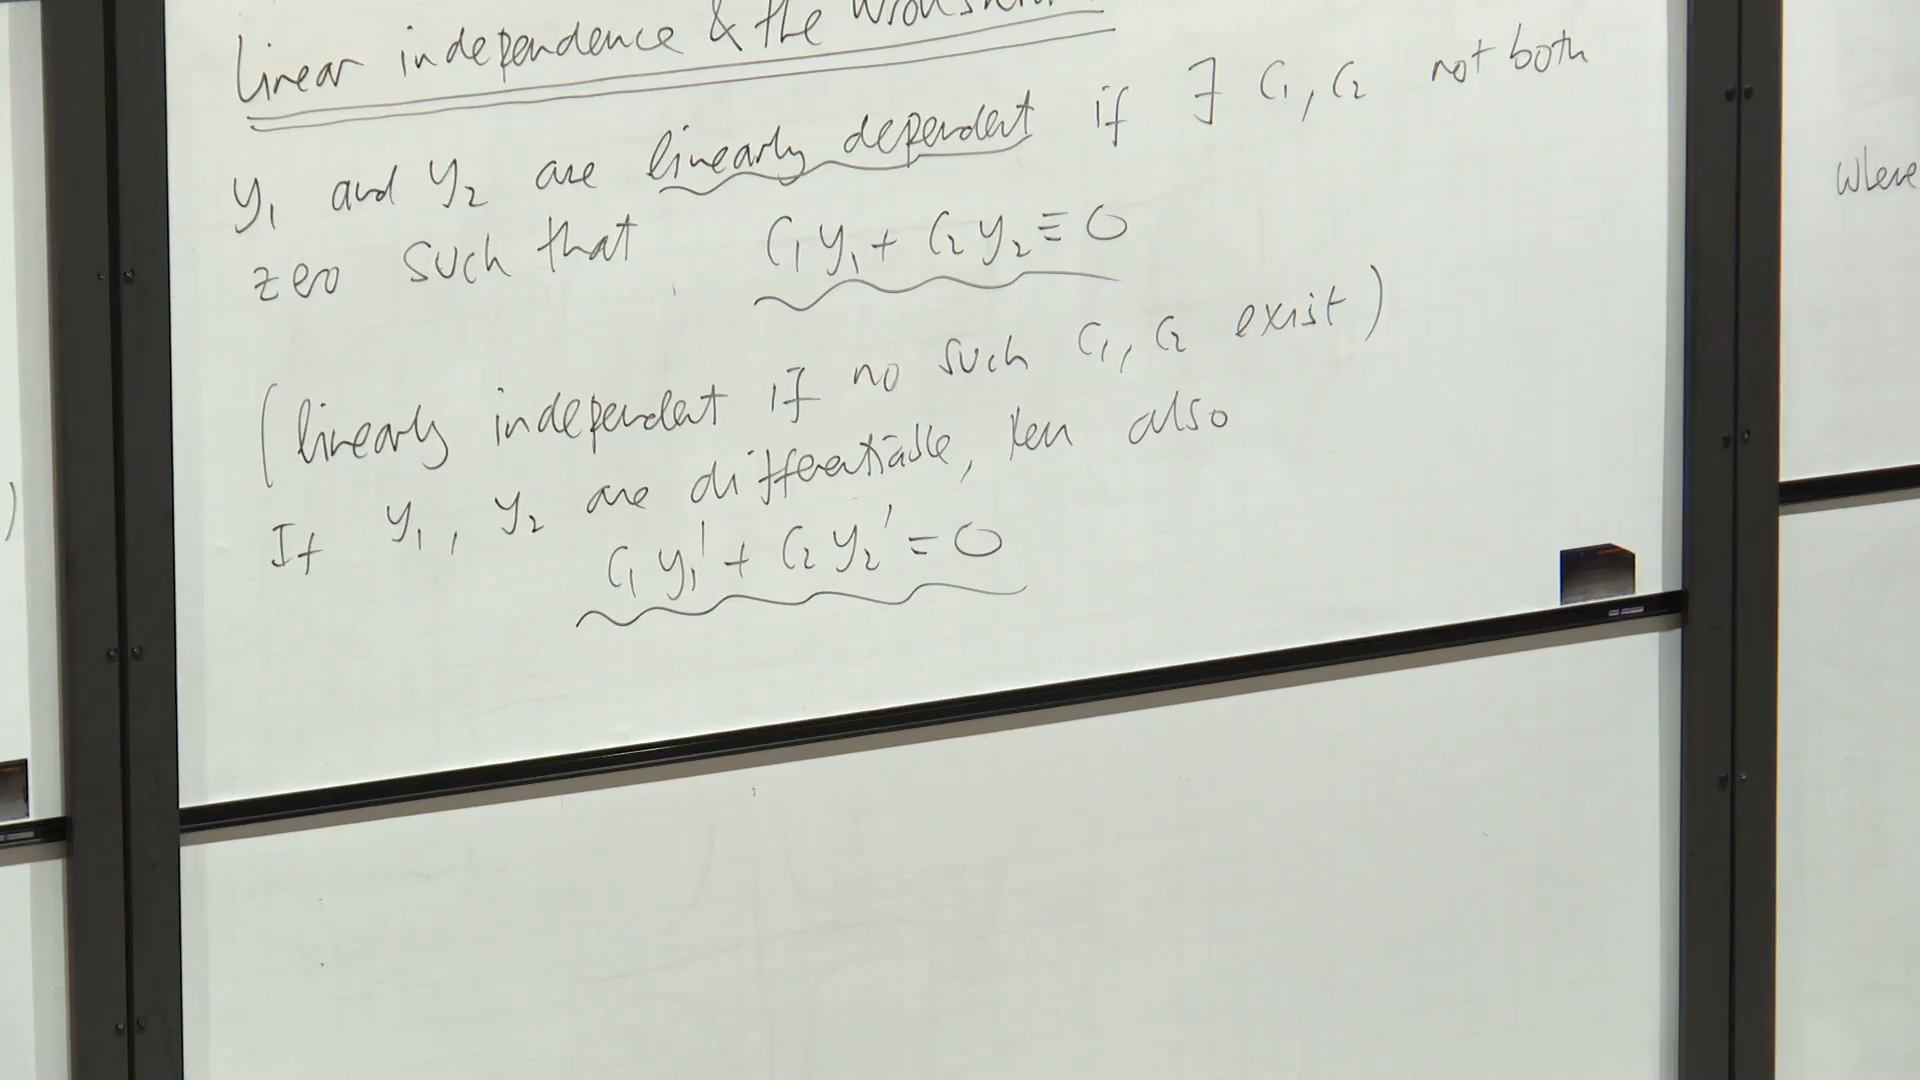 Linear independence & the Wronskian
y₁ and y₂ are linearly dependent if ∃ C₁, C₂ not both
zero such that C₁y₁ + C₂y₂ ≡ 0
(linearly independent if no such C₁, C₂ exist)
If y₁, y₂ are differentiable, then also
C₁y₁' + C₂y₂' = 0
)
where